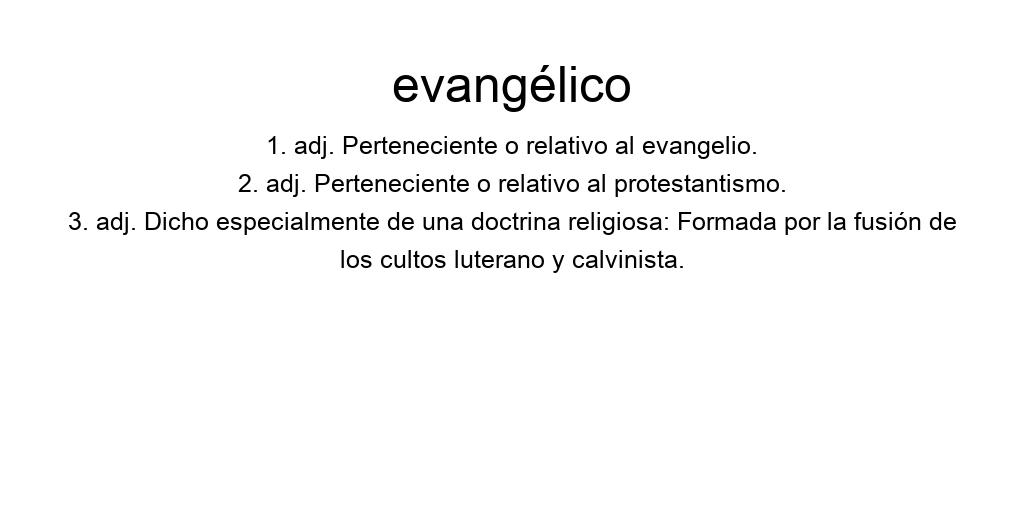 evangélico
1. adj. Perteneciente o relativo al evangelio.
2. adj. Perteneciente o relativo al protestantismo.
3. adj. Dicho especialmente de una doctrina religiosa: Formada por la fusión de
los cultos luterano y calvinista.